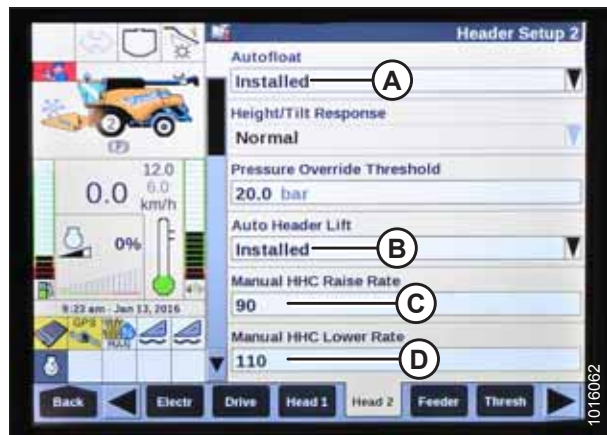 Header Setup 2
Autofloat
Installed
A
Height/Tilt Response
Normal
Pressure Override Threshold
20.0 bar
Auto Header Lift
Installed
B
Manual HHC Raise Rate
90
C
Manual HHC Lower Rate
110
D
2
(P)
12.0
0.0
6.0
km/h
0%
9:23 am - Jan 13, 2016
GPS
Back
Electr
Drive
Head 1
Head 2
Feeder
Thresh
1016062